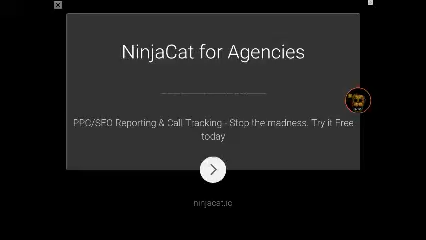 NinjaCat for Agencies
PPC/SEO Reporting & Call Tracking - Stop the madness. Try it Free
today
ninjacat.io